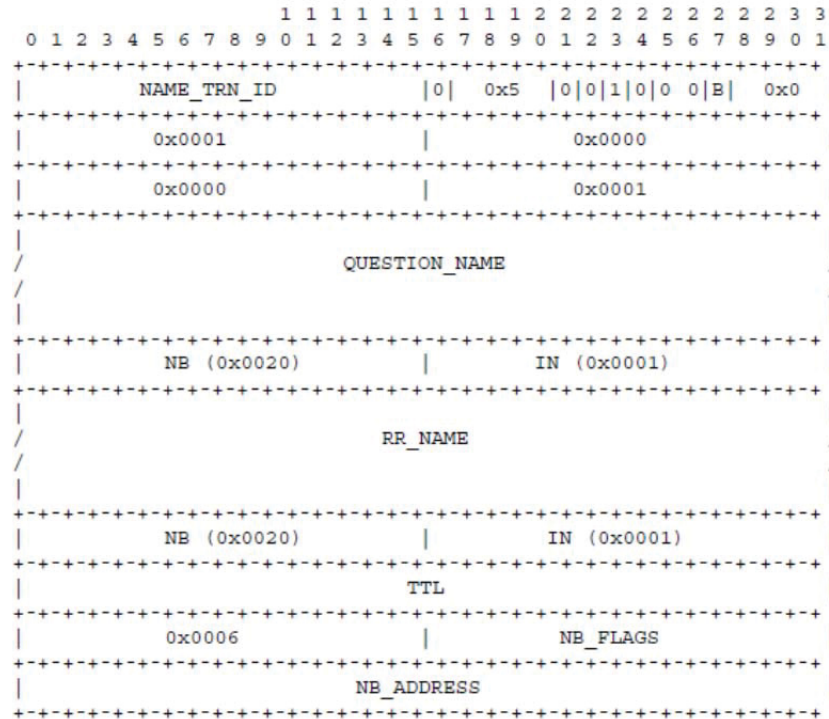 1 1 1 1 1 1 1 1 1 1 2 2 2 2 2 2 2 2 2 2 3 3
 0 1 2 3 4 5 6 7 8 9 0 1 2 3 4 5 6 7 8 9 0 1 2 3 4 5 6 7 8 9 0 1
+-+-+-+-+-+-+-+-+-+-+-+-+-+-+-+-+-+-+-+-+-+-+-+-+-+-+-+-+-+-+-+-+
|         NAME_TRN_ID           |0|  0x5  |0|0|1|0|0 0|B|  0x0
+-+-+-+-+-+-+-+-+-+-+-+-+-+-+-+-+-+-+-+-+-+-+-+-+-+-+-+-+-+-+-+-+
|          0x0001               |           0x0000
+-+-+-+-+-+-+-+-+-+-+-+-+-+-+-+-+-+-+-+-+-+-+-+-+-+-+-+-+-+-+-+-+
|          0x0000               |           0x0001
+-+-+-+-+-+-+-+-+-+-+-+-+-+-+-+-+-+-+-+-+-+-+-+-+-+-+-+-+-+-+-+-+
|
/                         QUESTION_NAME
/
|
+-+-+-+-+-+-+-+-+-+-+-+-+-+-+-+-+-+-+-+-+-+-+-+-+-+-+-+-+-+-+-+-+
|           NB (0x0020)         |        IN (0x0001)
+-+-+-+-+-+-+-+-+-+-+-+-+-+-+-+-+-+-+-+-+-+-+-+-+-+-+-+-+-+-+-+-+
|
/                            RR_NAME
/
|
+-+-+-+-+-+-+-+-+-+-+-+-+-+-+-+-+-+-+-+-+-+-+-+-+-+-+-+-+-+-+-+-+
|           NB (0x0020)         |         IN (0x0001)
+-+-+-+-+-+-+-+-+-+-+-+-+-+-+-+-+-+-+-+-+-+-+-+-+-+-+-+-+-+-+-+-+
|                              TTL
+-+-+-+-+-+-+-+-+-+-+-+-+-+-+-+-+-+-+-+-+-+-+-+-+-+-+-+-+-+-+-+-+
|           0x0006              |          NB_FLAGS
+-+-+-+-+-+-+-+-+-+-+-+-+-+-+-+-+-+-+-+-+-+-+-+-+-+-+-+-+-+-+-+-+
|                          NB_ADDRESS
+-+-+-+-+-+-+-+-+-+-+-+-+-+-+-+-+-+-+-+-+-+-+-+-+-+-+-+-+-+-+-+-+